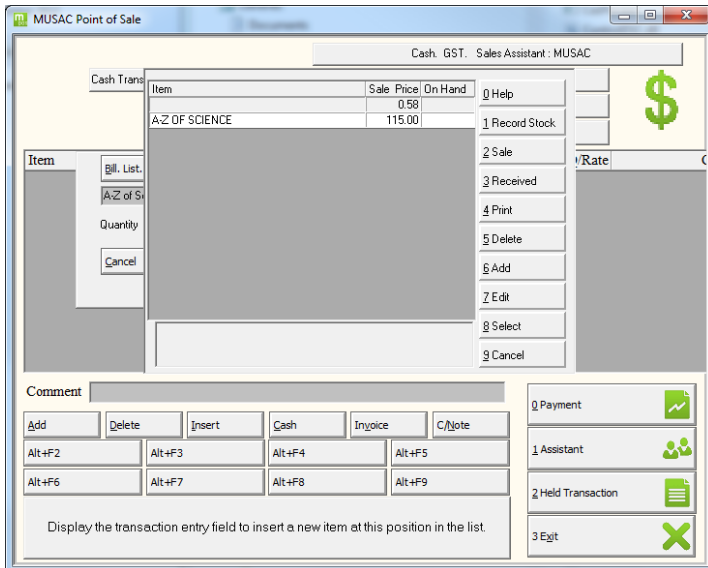 MUSAC Point of Sale
Cash. GST. Sales Assistant : MUSAC
Cash Trans
Item Sale Price On Hand
0.58
A-Z OF SCIENCE 115.00
0 Help
1 Record Stock
2 Sale
3 Received
4 Print
5 Delete
6 Add
7 Edit
8 Select
9 Cancel
Item /Rate
Bill. List.
A-Z of S
Quantity
Cancel
Comment
Add Delete Insert Cash Invoice C/Note
Alt+F2 Alt+F3 Alt+F4 Alt+F5
Alt+F6 Alt+F7 Alt+F8 Alt+F9
Display the transaction entry field to insert a new item at this position in the list.
0 Payment
1 Assistant
2 Held Transaction
3 Exit
$